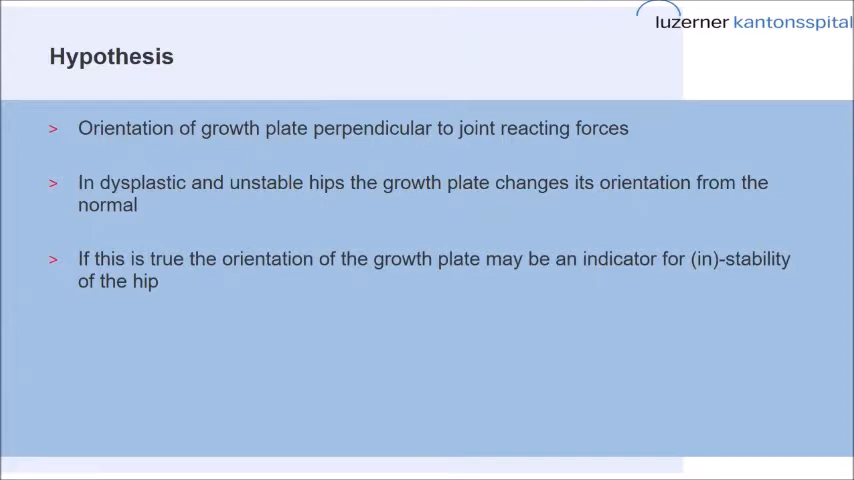 luzerner kantonsspital
Hypothesis
> Orientation of growth plate perpendicular to joint reacting forces
> In dysplastic and unstable hips the growth plate changes its orientation from the
normal
> If this is true the orientation of the growth plate may be an indicator for (in)-stability
of the hip